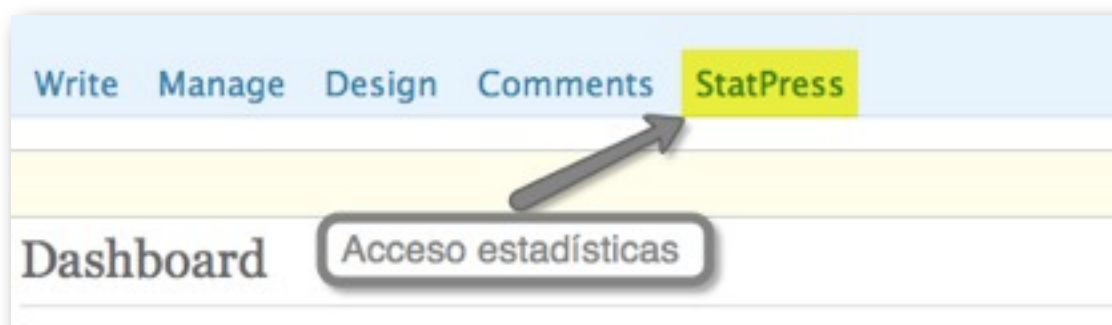 Write Manage Design Comments StatPress
Acceso estadísticas
Dashboard